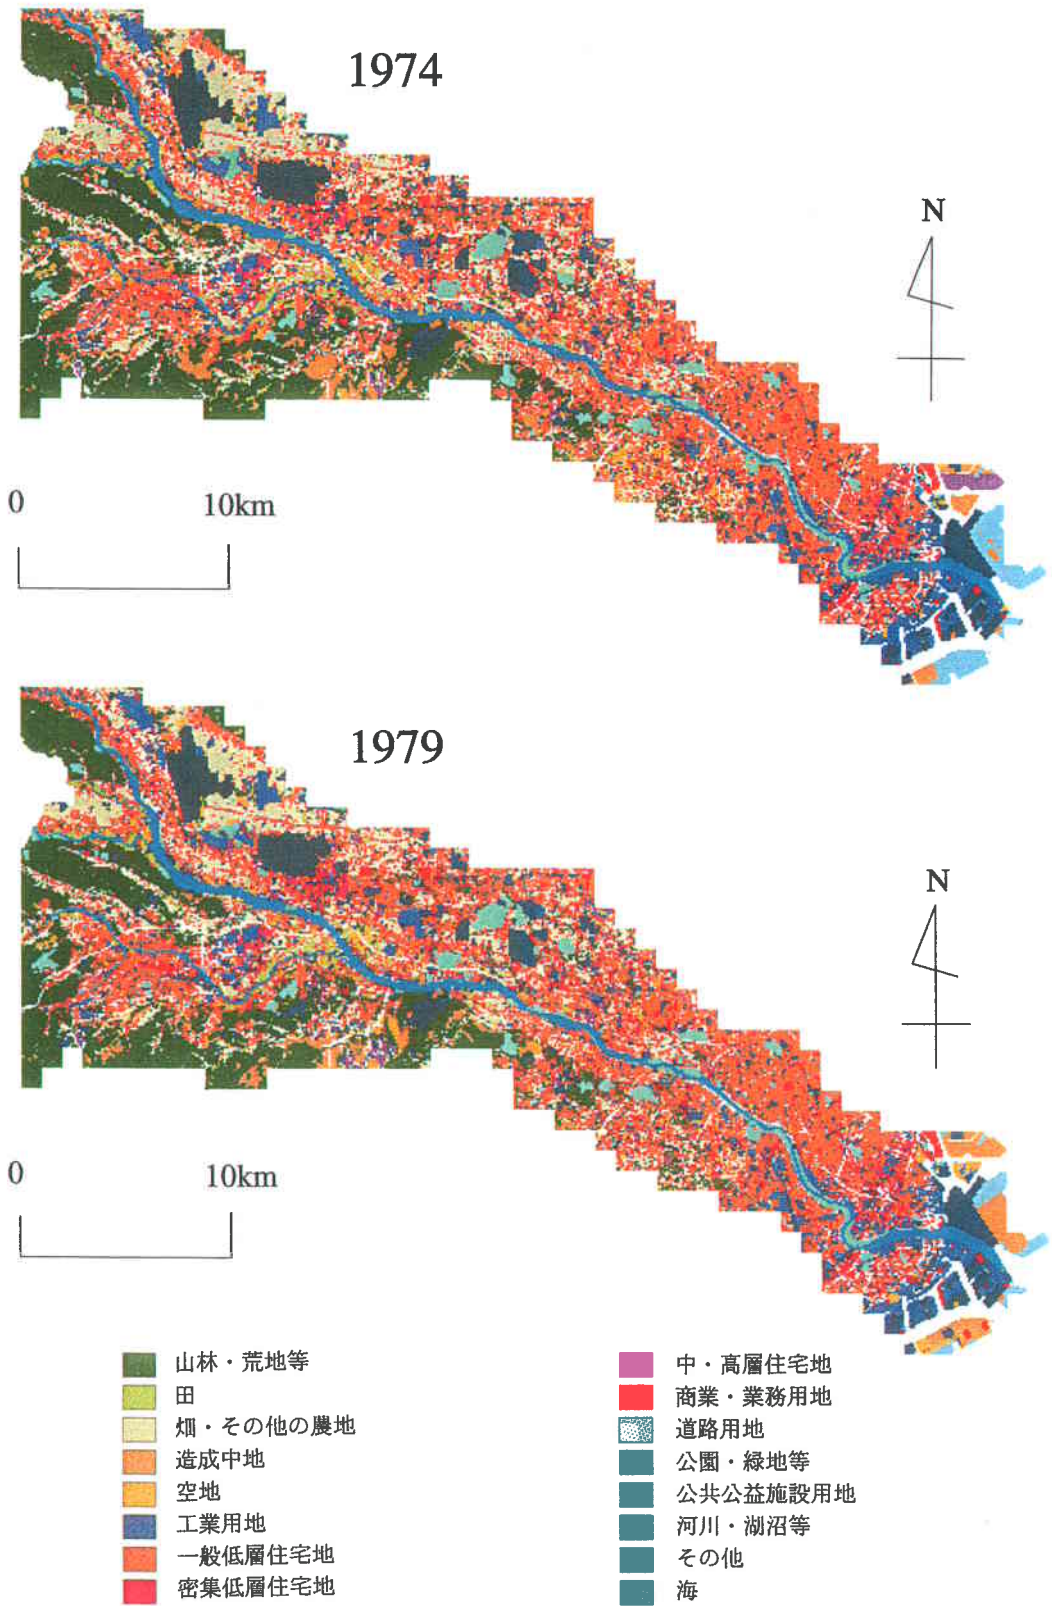 1974
N
0 10km
1979
N
0 10km
山林・荒地等
田
畑・その他の農地
造成中地
空地
工業用地
一般低層住宅地
密集低層住宅地
中・高層住宅地
商業・業務用地
道路用地
公園・緑地等
公共公益施設用地
河川・湖沼等
その他
海